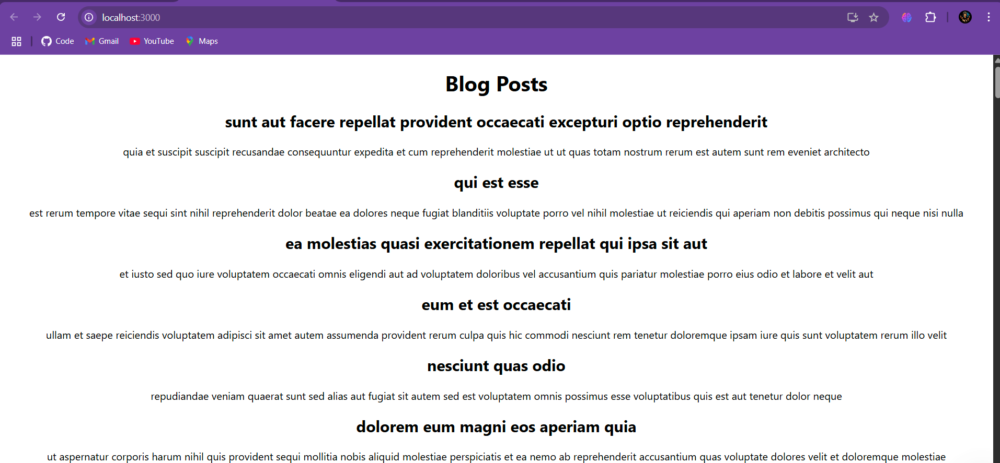 localhost:3000
Code Gmail YouTube Maps
Blog Posts
sunt aut facere repellat provident occaecati excepturi optio reprehenderit
quia et suscipit suscipit recusandae consequuntur expedita et cum reprehenderit molestiae ut ut quas totam nostrum rerum est autem sunt rem eveniet architecto
qui est esse
est rerum tempore vitae sequi sint nihil reprehenderit dolor beatae ea dolores neque fugiat blanditiis voluptate porro vel nihil molestiae ut reiciendis qui aperiam non debitis possimus qui neque nisi nulla
ea molestias quasi exercitationem repellat qui ipsa sit aut
et iusto sed quo iure voluptatem occaecati omnis eligendi aut ad voluptatem doloribus vel accusantium quis pariatur molestiae porro eius odio et labore et velit aut
eum et est occaecati
ullam et saepe reiciendis voluptatem adipisci sit amet autem assumenda provident rerum culpa quis hic commodi nesciunt rem tenetur doloremque ipsam iure quis sunt voluptatem rerum illo velit
nesciunt quas odio
repudiandae veniam quaerat sunt sed alias aut fugiat sit autem sed est voluptatem omnis possimus esse voluptatibus quis est aut tenetur dolor neque
dolorem eum magni eos aperiam quia
ut aspernatur corporis harum nihil quis provident sequi mollitia nobis aliquid molestiae perspiciatis et ea nemo ab reprehenderit accusantium quas voluptate dolores velit et doloremque molestiae